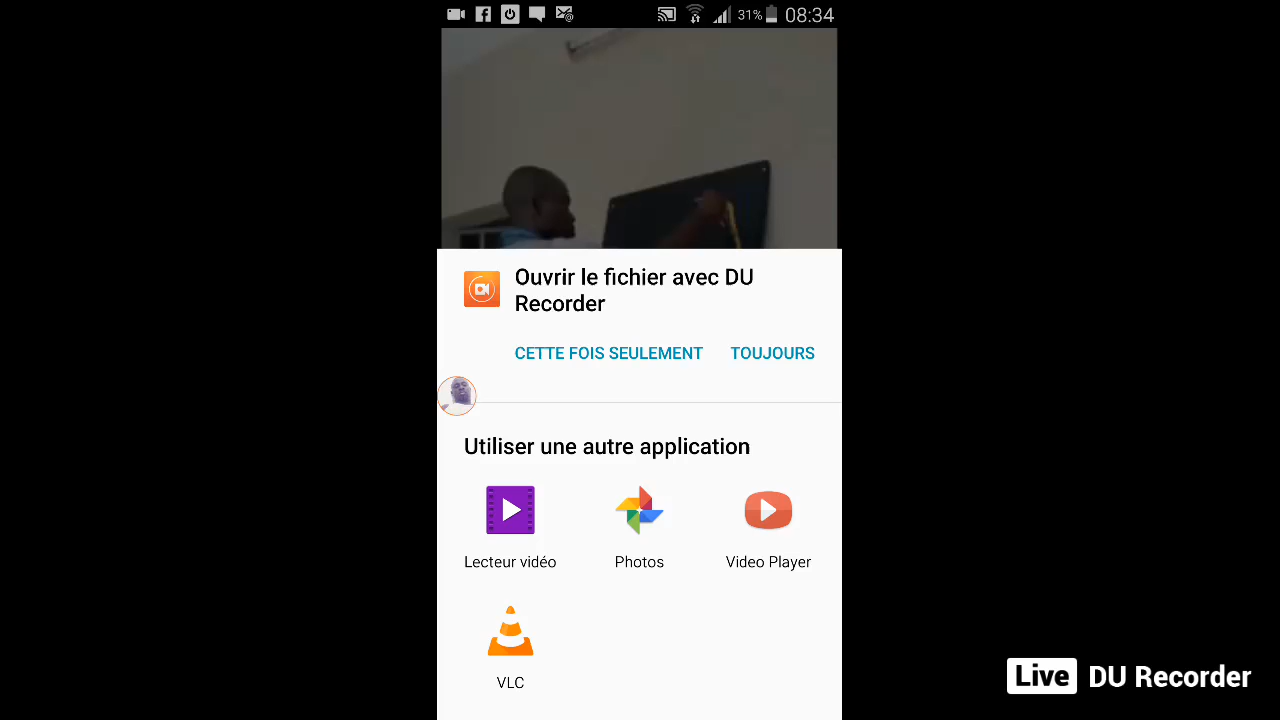 31% 08:34
Ouvrir le fichier avec DU
Recorder
CETTE FOIS SEULEMENT TOUJOURS
Utiliser une autre application
Lecteur vidéo Photos Video Player
VLC
Live DU Recorder